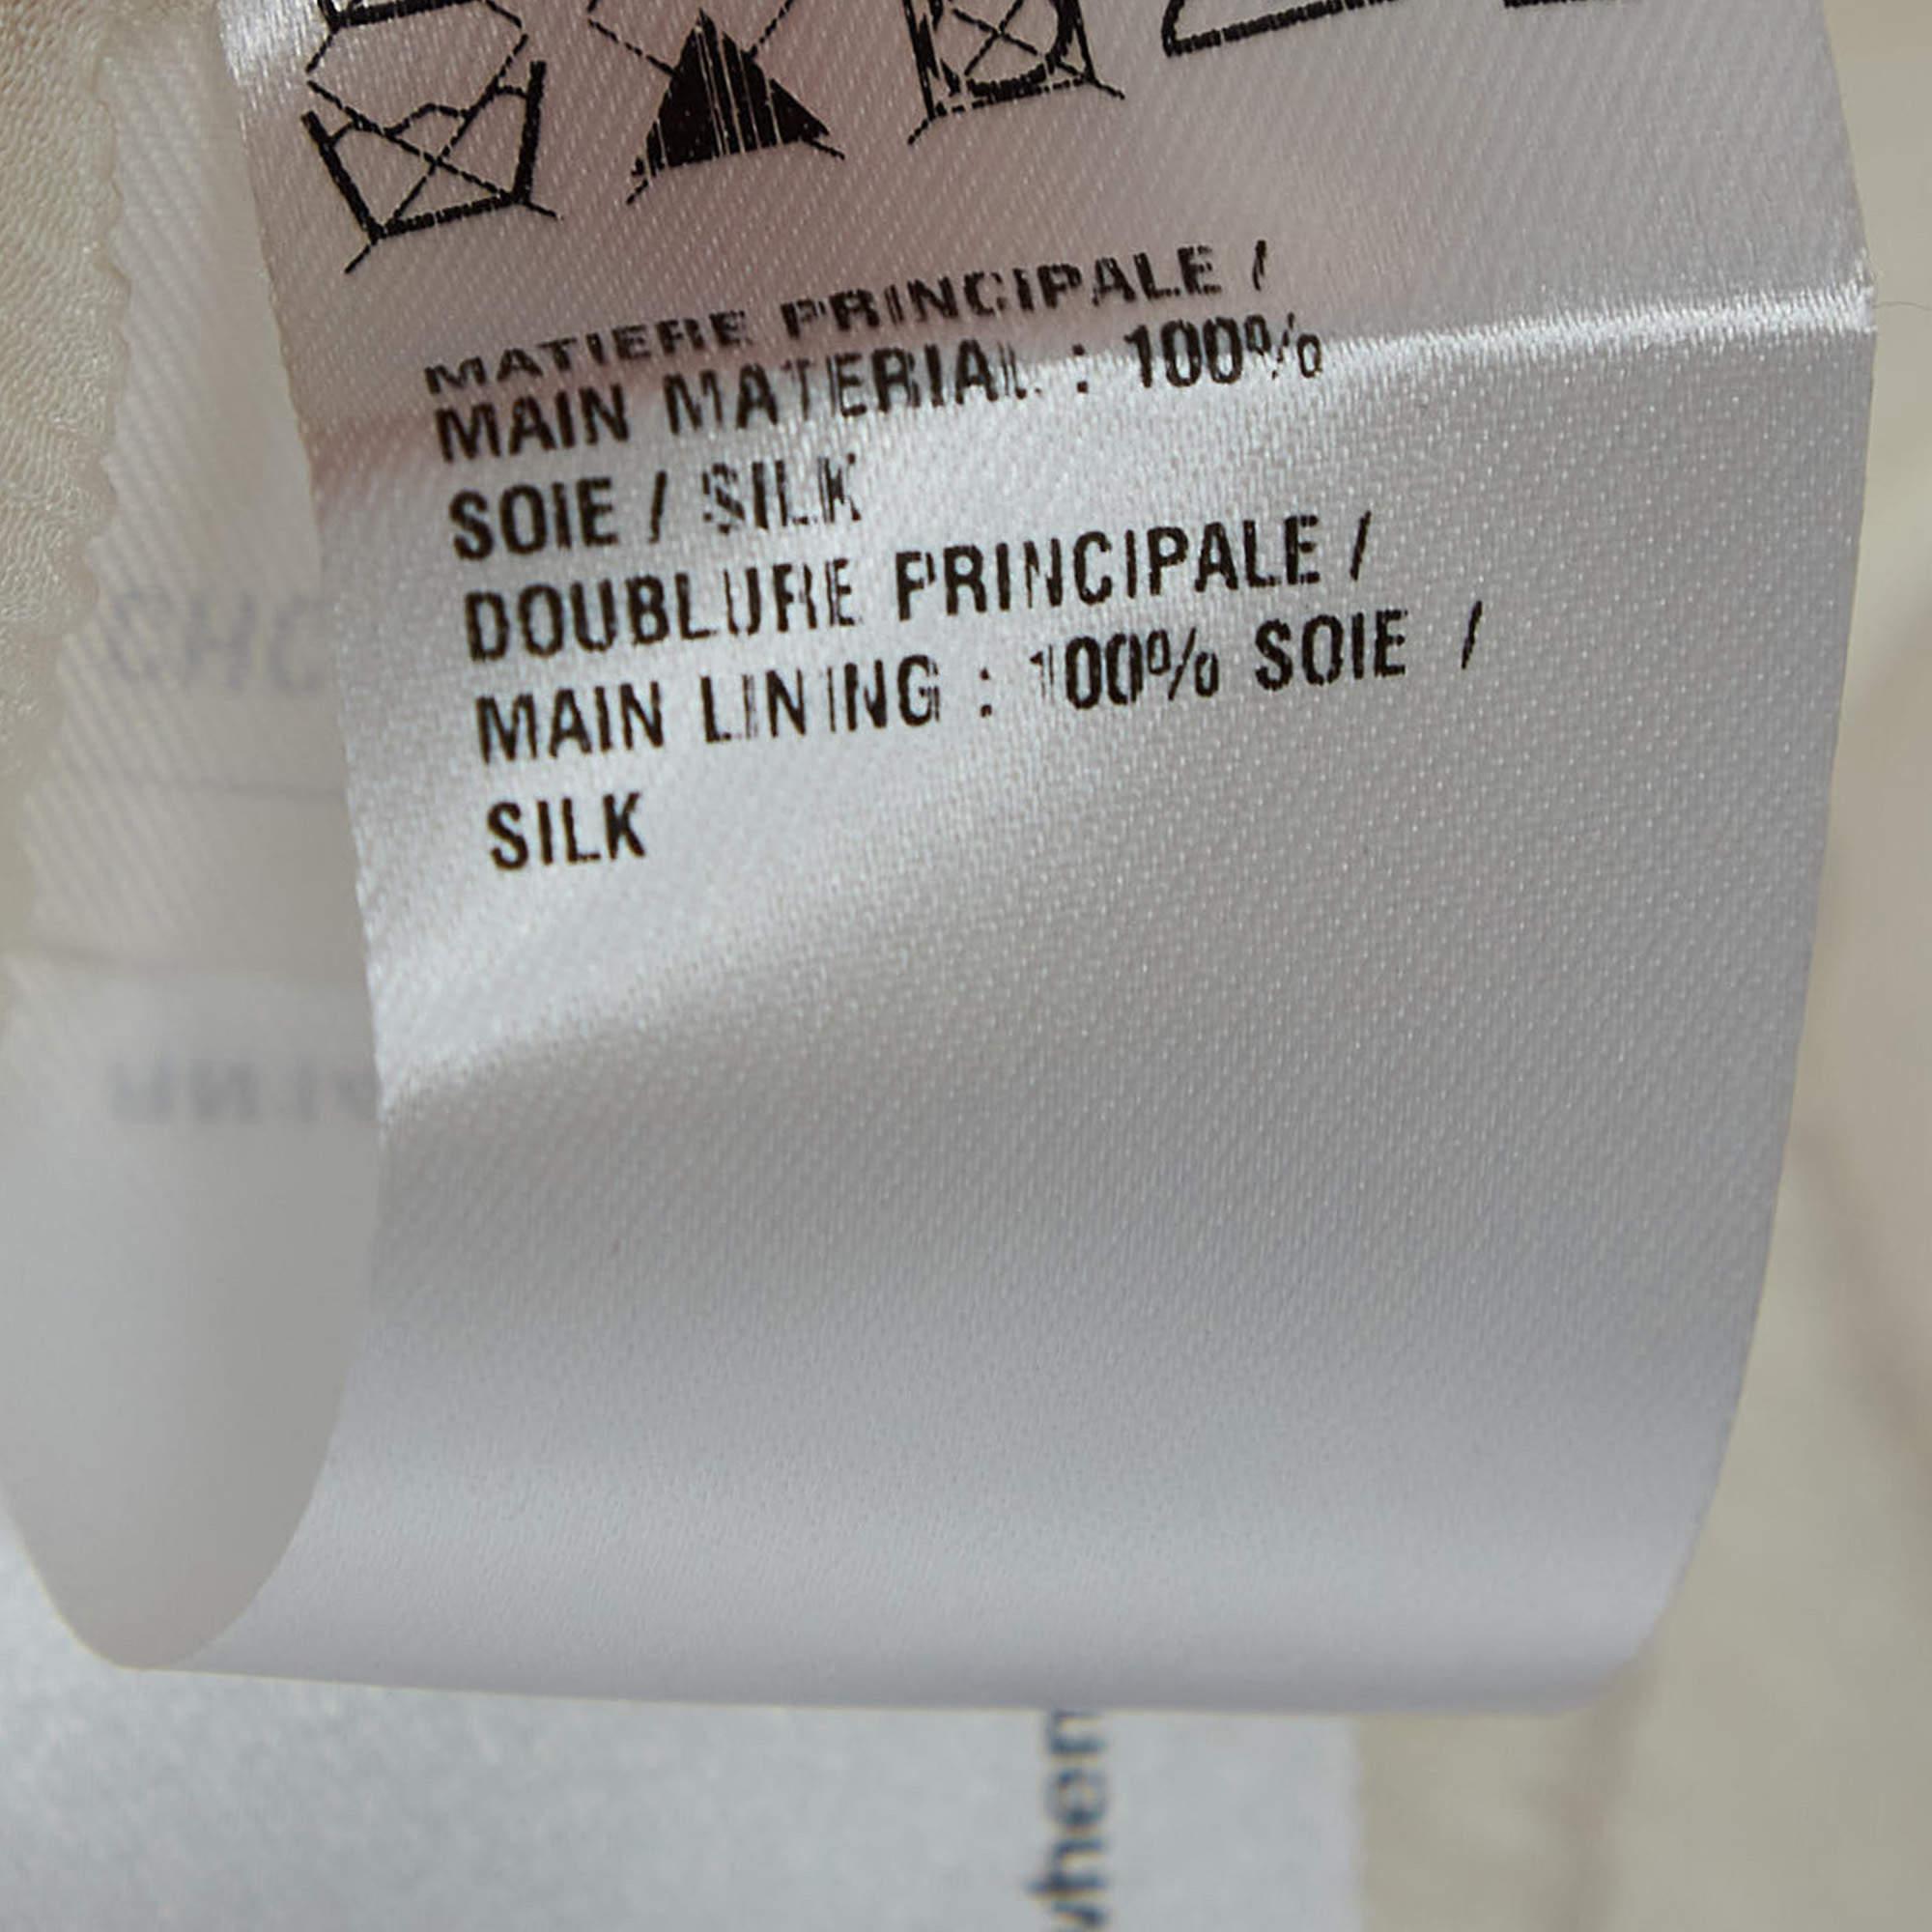 MATIERE PRINCIPALE /
MAIN MATERIAL : 100%
SOIE / SILK
DOUBLURE PRINCIPALE /
MAIN LINING : 100% SOIE /
SILK